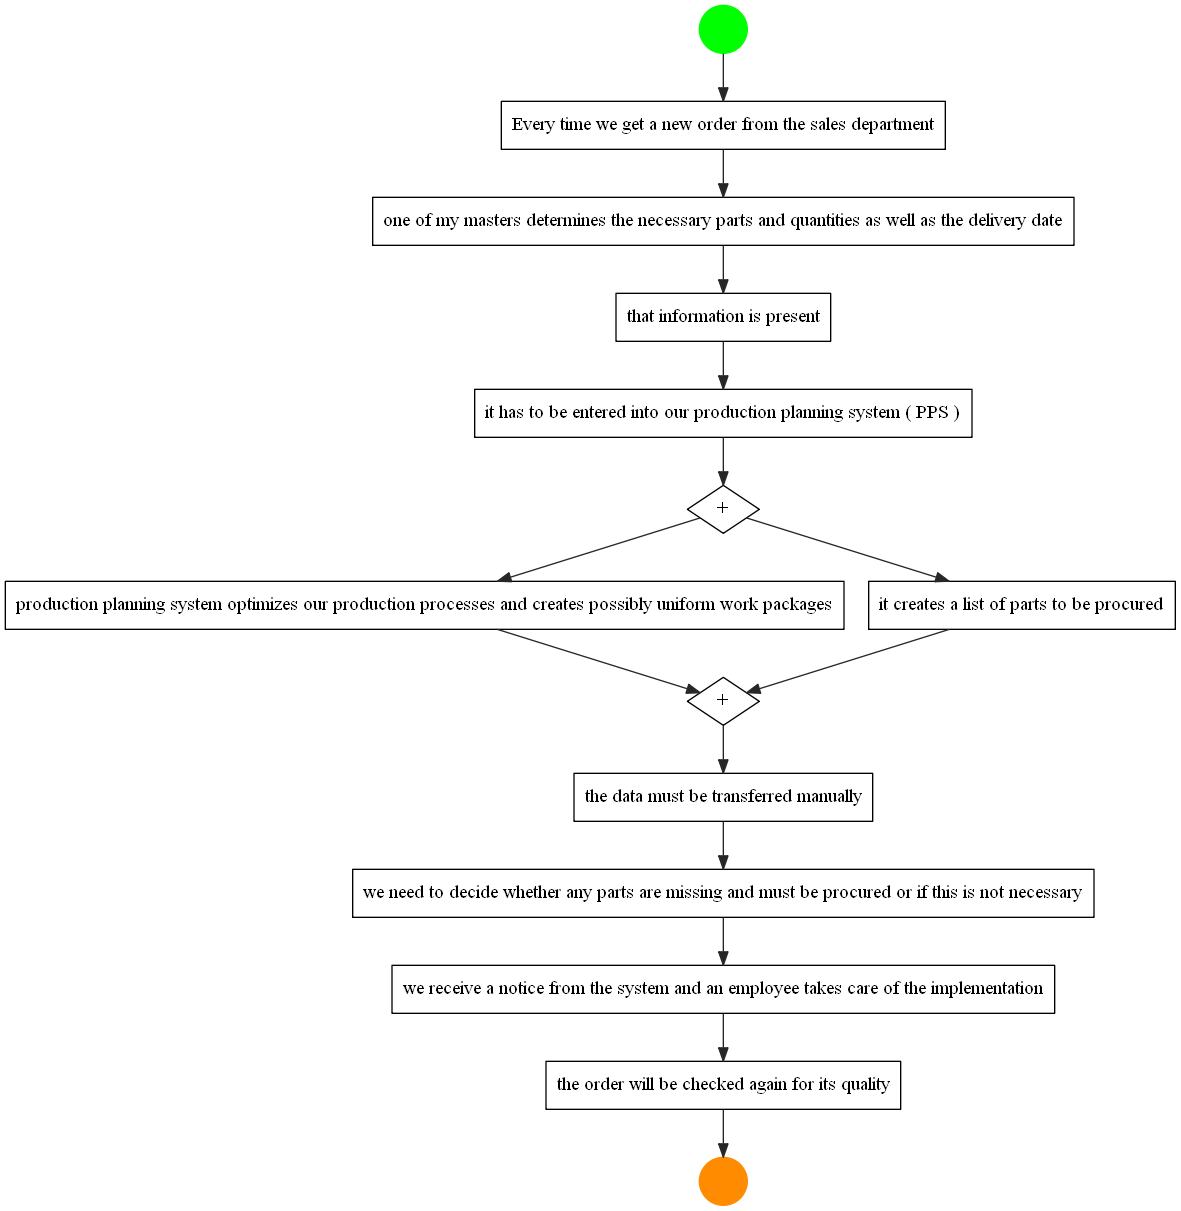 Every time we get a new order from the sales department
one of my masters determines the necessary parts and quantities as well as the delivery date
that information is present
it has to be entered into our production planning system ( PPS )
+
production planning system optimizes our production processes and creates possibly uniform work packages
it creates a list of parts to be procured
+
the data must be transferred manually
we need to decide whether any parts are missing and must be procured or if this is not necessary
we receive a notice from the system and an employee takes care of the implementation
the order will be checked again for its quality